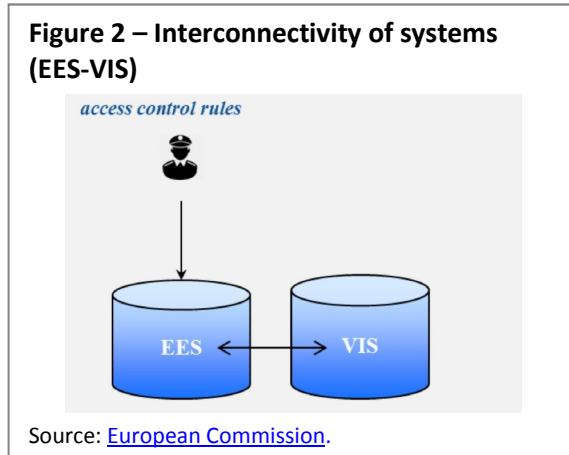 Figure 2 – Interconnectivity of systems
(EES-VIS)
access control rules
EES
VIS
Source: European Commission.